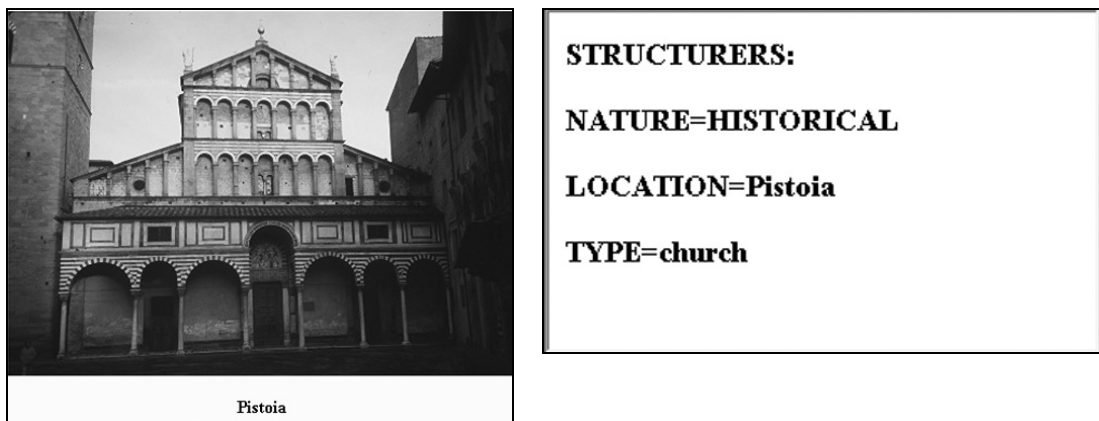 Pistoia
STRUCTURERS:
NATURE=HISTORICAL
LOCATION=Pistoia
TYPE=church